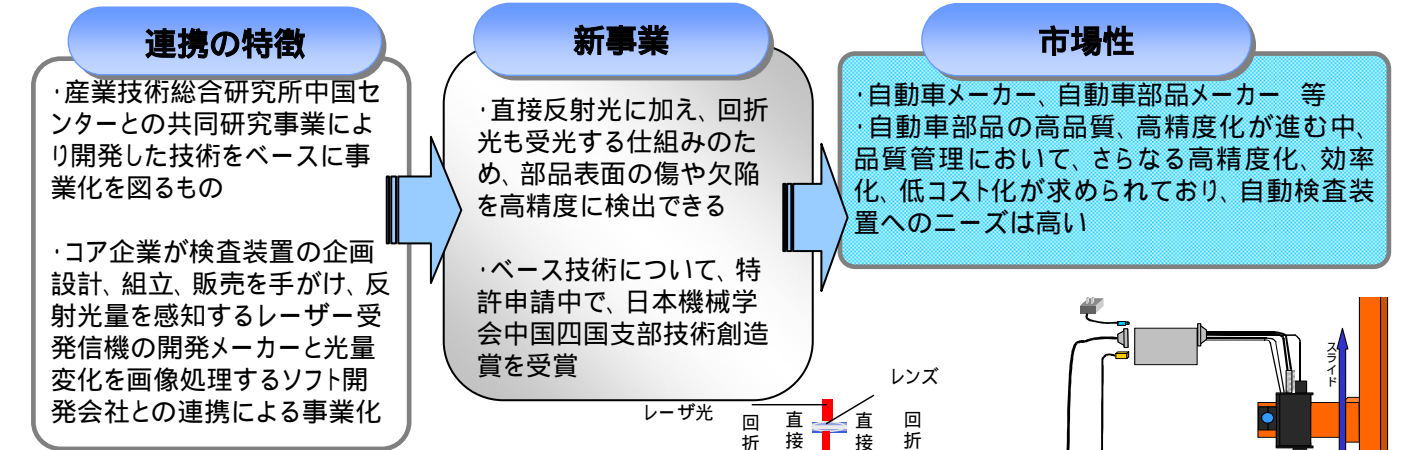 連携の特徴
・産業技術総合研究所中国セ
ンターとの共同研究事業によ
り開発した技術をベースに事
業化を図るもの
・コア企業が検査装置の企画
設計、組立、販売を手がけ、反
射光量を感知するレーザー受
発信機の開発メーカーと光量
変化を画像処理するソフト開
発会社との連携による事業化
新事業
・直接反射光に加え、回折
光も受光する仕組みのた
め、部品表面の傷や欠陥
を高精度に検出できる
・ベース技術について、特
許申請中で、日本機械学
会中国四国支部技術創造
賞を受賞
市場性
・自動車メーカー、自動車部品メーカー 等
・自動車部品の高品質、高精度化が進む中、
品質管理において、さらなる高精度化、効率
化、低コスト化が求められており、自動検査装
置へのニーズは高い
レンズ
レーザ光
回折
直接
直接
回折
スライド